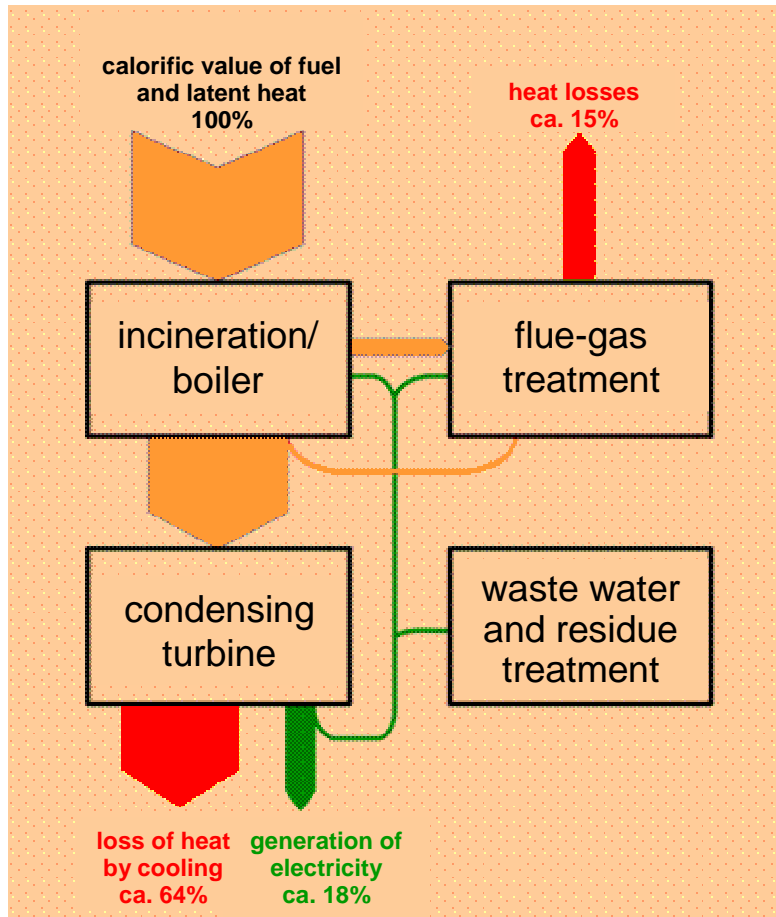 calorific value of fuel
and latent heat
100%
heat losses
ca. 15%
incineration/
boiler
flue-gas
treatment
condensing
turbine
waste water
and residue
treatment
loss of heat
by cooling
ca. 64%
generation of
electricity
ca. 18%